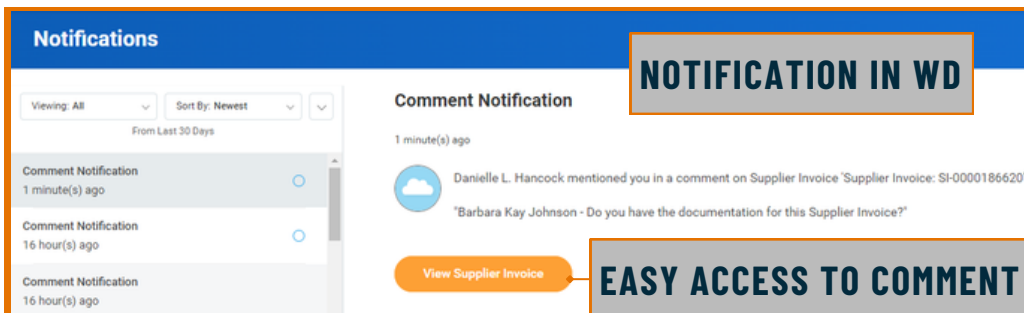 Notifications
NOTIFICATION IN WD
Viewing: All
Sort By: Newest
From Last 30 Days
Comment Notification
1 minute(s) ago
Comment Notification
16 hour(s) ago
Comment Notification
16 hour(s) ago
Comment Notification
1 minute(s) ago
Danielle L. Hancock mentioned you in a comment on Supplier Invoice 'Supplier Invoice: SI-0000186620'
"Barbara Kay Johnson - Do you have the documentation for this Supplier Invoice?"
View Supplier Invoice
EASY ACCESS TO COMMENT